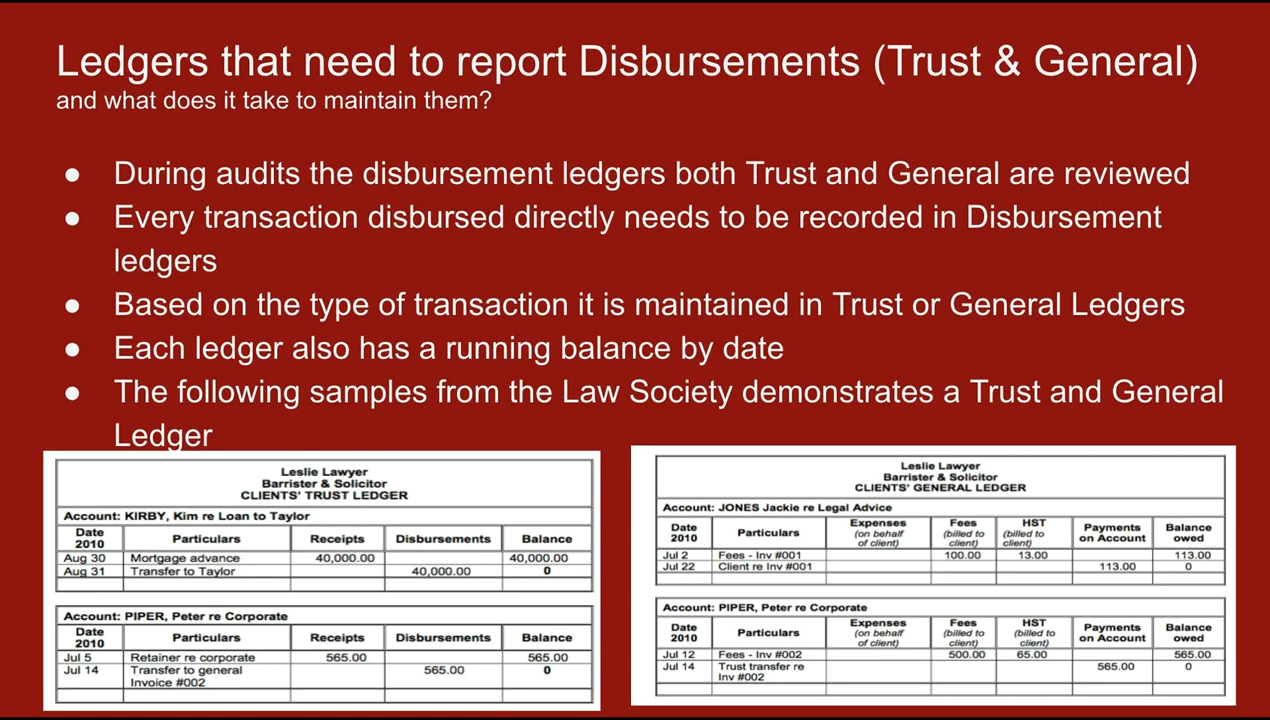 Ledgers that need to report Disbursements (Trust & General)
and what does it take to maintain them?
● During audits the disbursement ledgers both Trust and General are reviewed
● Every transaction disbursed directly needs to be recorded in Disbursement
ledgers
● Based on the type of transaction it is maintained in Trust or General Ledgers
● Each ledger also has a running balance by date
● The following samples from the Law Society demonstrates a Trust and General
Ledger
Leslie Lawyer
Barrister & Solicitor
CLIENTS' TRUST LEDGER
Account: KIRBY, Kim re Loan to Taylor
Date 2010 Particulars Receipts Disbursements Balance
Aug 30 Mortgage advance 40,000.00 40,000.00
Aug 31 Transfer to Taylor 40,000.00 0
Account: PIPER, Peter re Corporate
Date 2010 Particulars Receipts Disbursements Balance
Jul 5 Retainer re corporate 565.00 565.00
Jul 14 Transfer to general 565.00 0
Invoice #002
Leslie Lawyer
Barrister & Solicitor
CLIENTS' GENERAL LEDGER
Account: JONES Jackie re Legal Advice
Date 2010 Particulars Expenses (on behalf of client) Fees (billed to client) HST (billed to client) Payments on Account Balance owed
Jul 2 Fees - Inv #001 100.00 13.00 113.00
Jul 22 Client re Inv #001 113.00 0
Account: PIPER, Peter re Corporate
Date 2010 Particulars Expenses (on behalf of client) Fees (billed to client) HST (billed to client) Payments on Account Balance owed
Jul 12 Fees - Inv #002 500.00 65.00 565.00
Jul 14 Trust transfer re 565.00 0
Inv #002